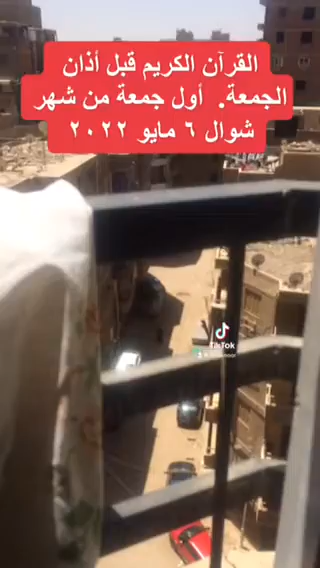 القرآن الكريم قبل أذان
الجمعة. أول جمعة من شهر
شوال ٦ مايو ٢٠٢٢
TikTok